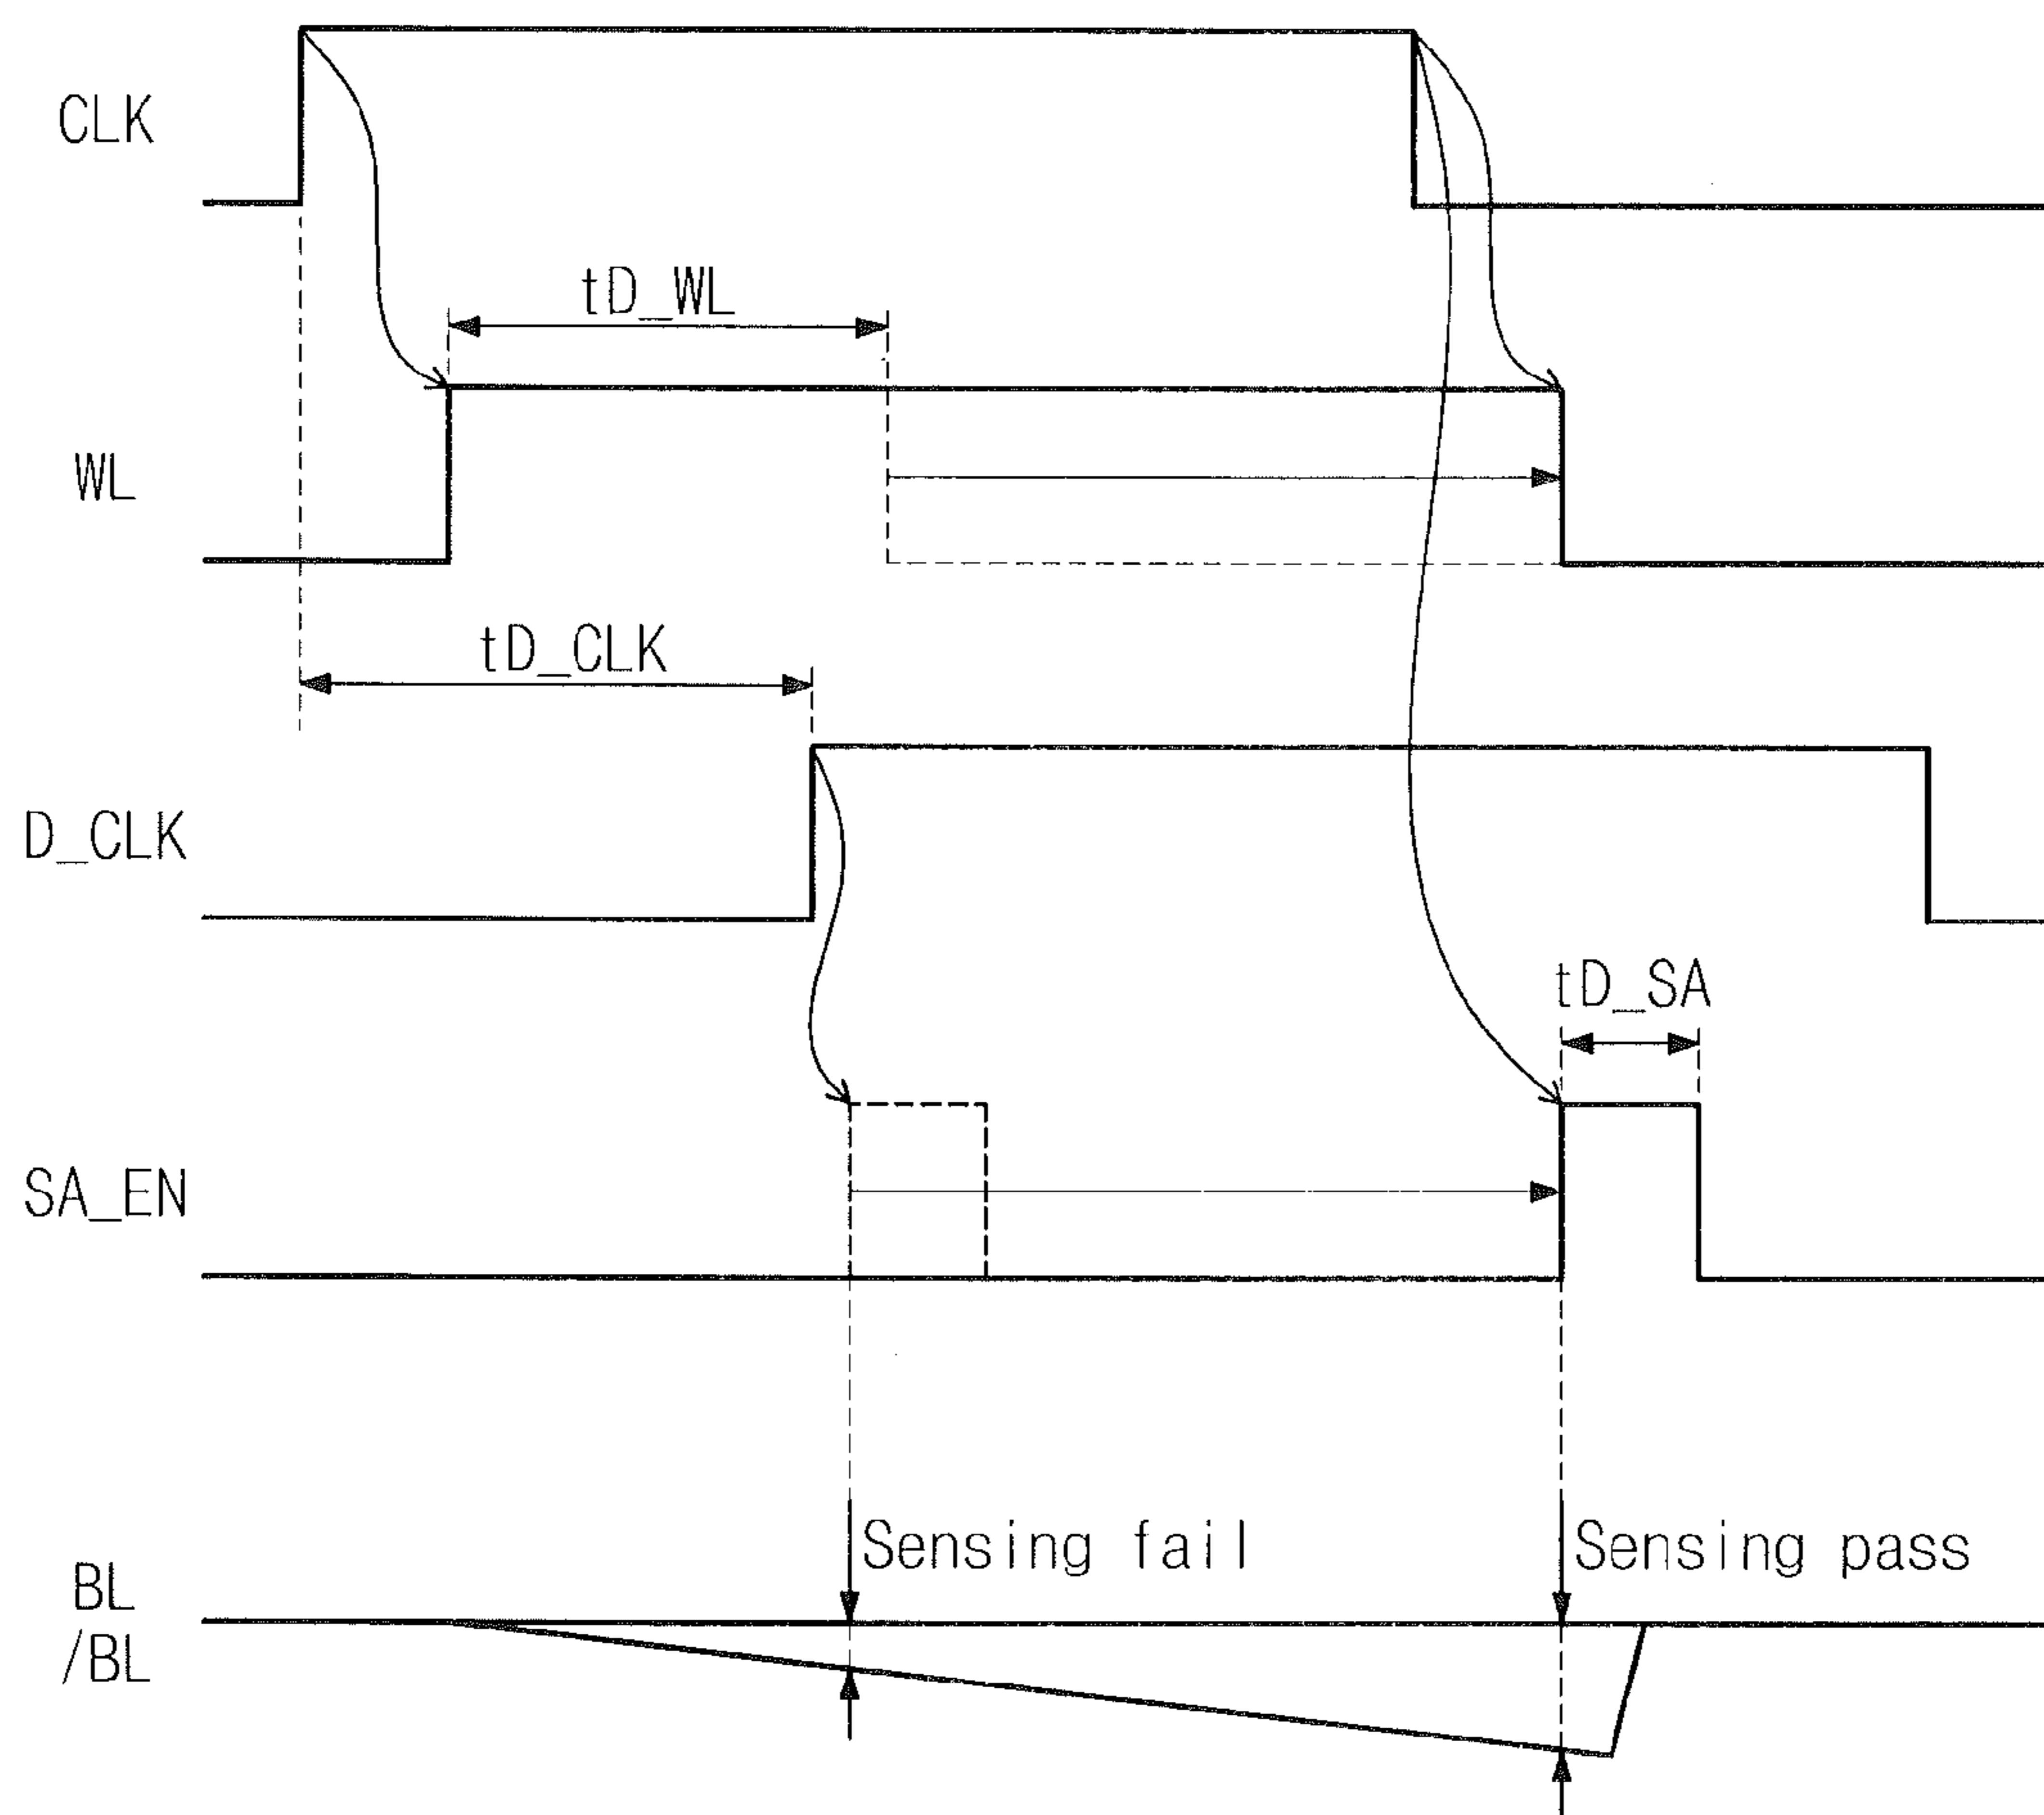 CLK
tD_WL
WL
tD_CLK
D_CLK
tD_SA
SA_EN
Sensing fail
Sensing pass
BL
/BL